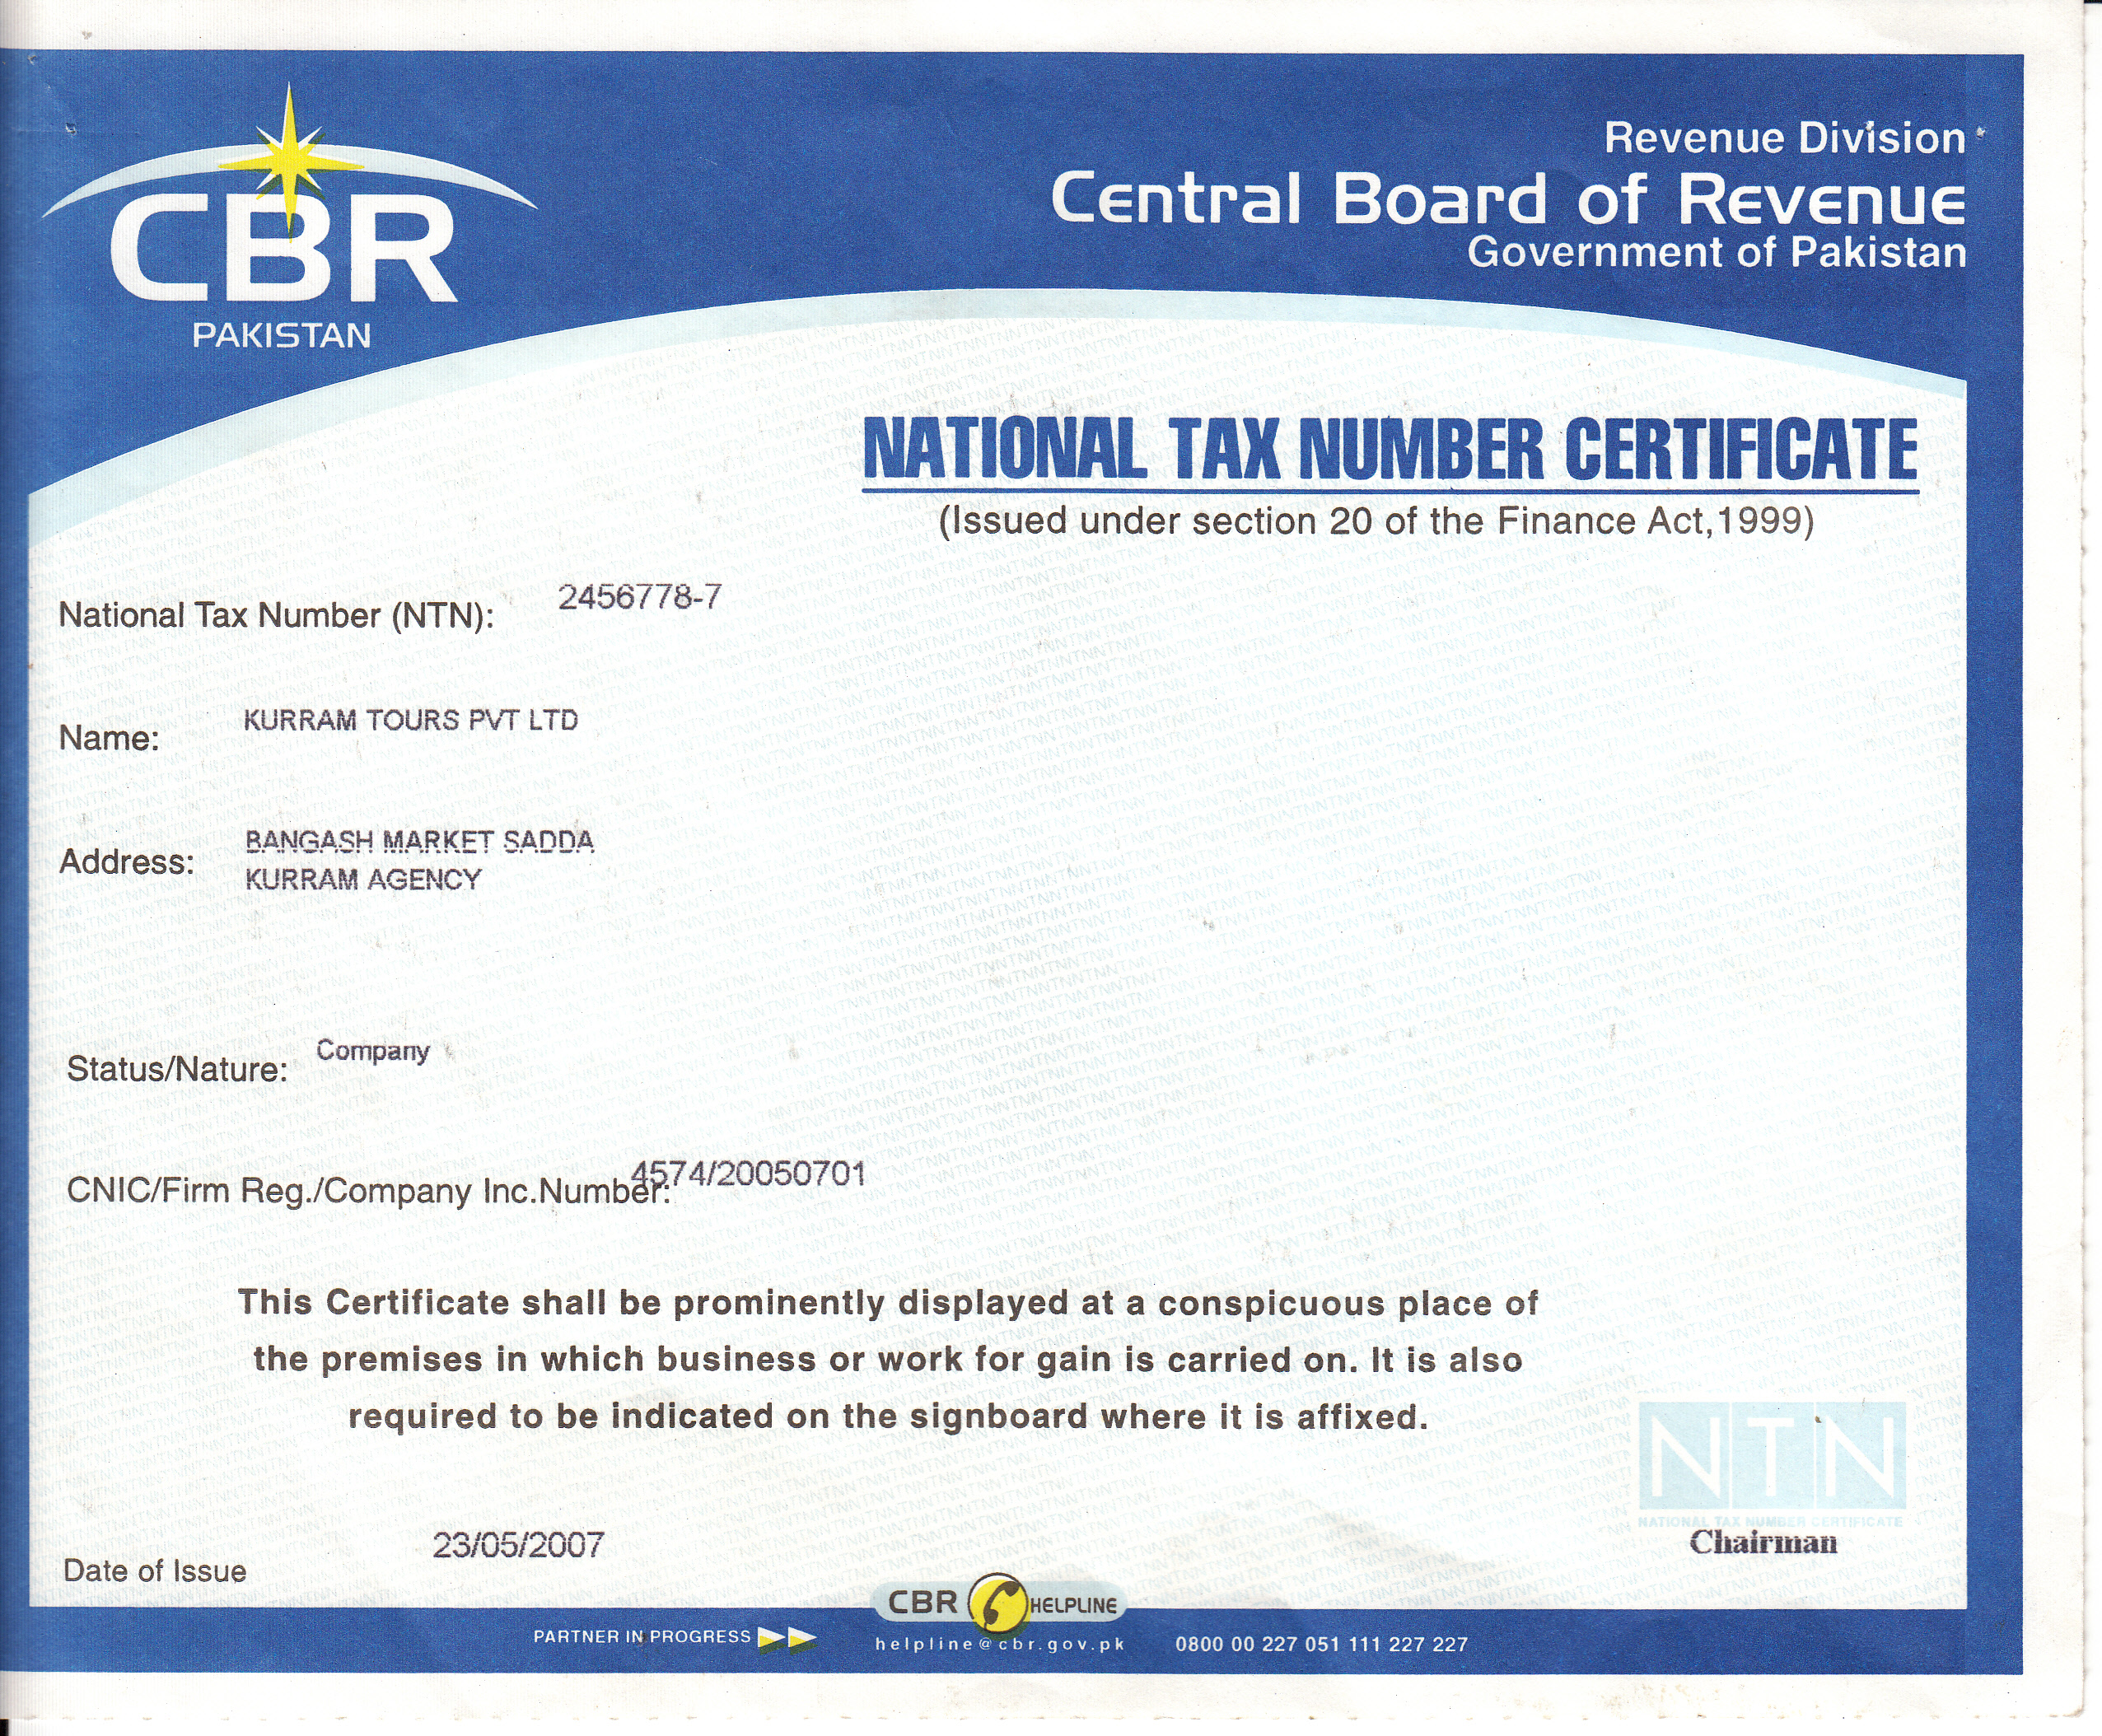 CBR
PAKISTAN
Revenue Division
Central Board of Revenue
Government of Pakistan
NATIONAL TAX NUMBER CERTIFICATE
(Issued under section 20 of the Finance Act,1999)
National Tax Number (NTN): 2456778-7
Name: KURRAM TOURS PVT LTD
Address: BANGASH MARKET SADDA
KURRAM AGENCY
Status/Nature: Company
CNIC/Firm Reg./Company Inc.Number: 4574/20050701
This Certificate shall be prominently displayed at a conspicuous place of
the premises in which business or work for gain is carried on. It is also
required to be indicated on the signboard where it is affixed.
NTN
NATIONAL TAX NUMBER CERTIFICATE
Chairman
Date of Issue 23/05/2007
CBR HELPLINE
PARTNER IN PROGRESS
helpline@cbr.gov.pk 0800 00 227 051 111 227 227